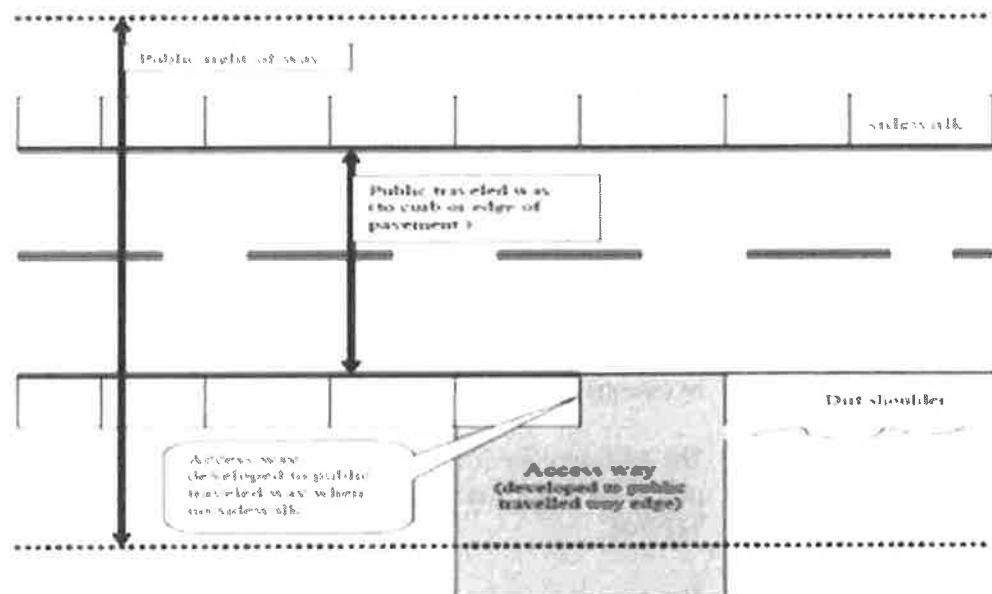 Public right of way
sidewalk
Public traveled way
(to curb or edge of
pavement)
Dirt shoulder
Access way
developed to public
traveled way when
no sidewalk
Access way
(developed to public
travelled way edge)